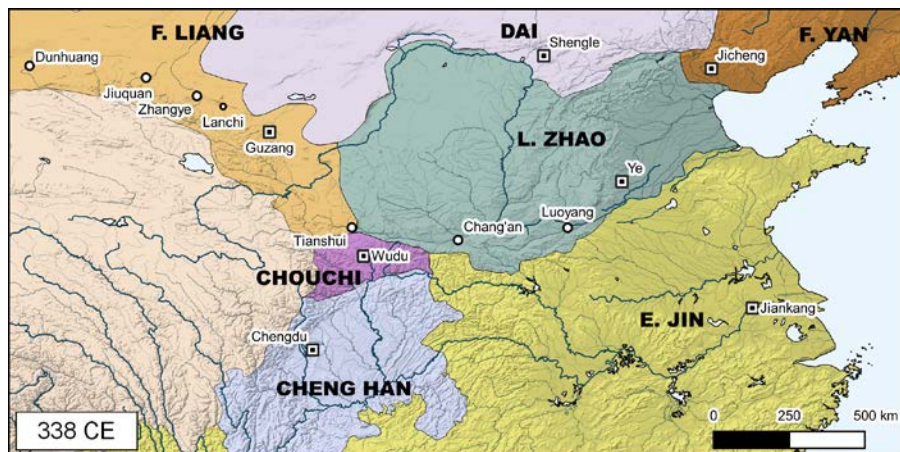 F. LIANG
DAI
F. YAN
Dunhuang
Shengle
Jicheng
Jiuquan
Zhangye
Lanchi
Guzang
L. ZHAO
Ye
Tianshui
Chang'an
Luoyang
Wudu
CHOUCHI
E. JIN
Jiankang
Chengdu
CHENG HAN
338 CE
0 250 500 km